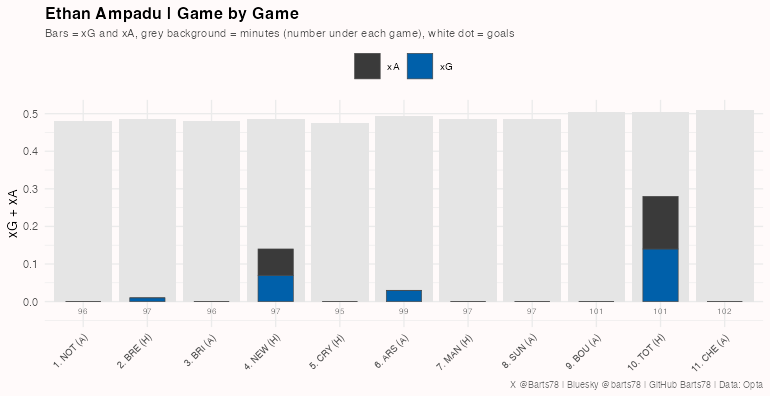 Ethan Ampadu | Game by Game
Bars = xG and xA, grey background = minutes (number under each game), white dot = goals
xA xG
xG + xA
0.5
0.4
0.3
0.2
0.1
0.0
96 97 96 97 95 99 97 97 101 101 102
1. NOT (A) 2. BRE (H) 3. BRI (A) 4. NEW (H) 5. CRY (H) 6. ARS (A) 7. MAN (H) 8. SUN (A) 9. BOU (A) 10. TOT (H) 11. CHE (A)
X @Barts78 | Bluesky @barts78 | GitHub Barts78 | Data: Opta